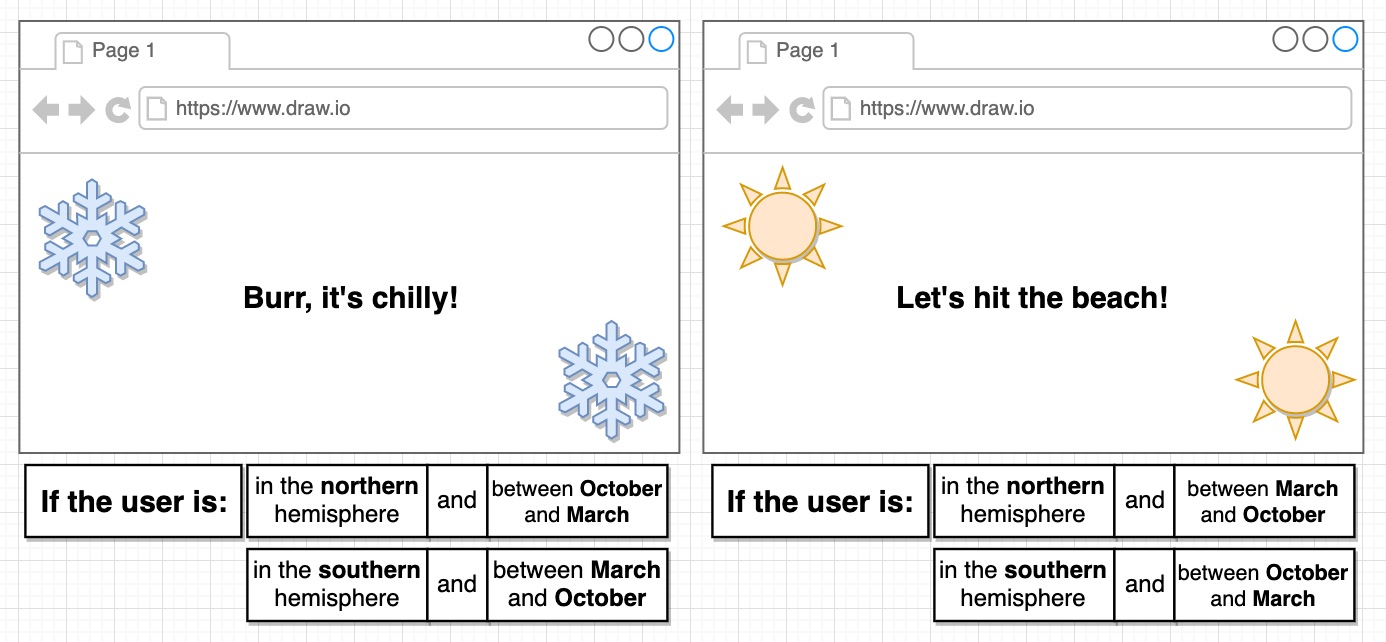 Page 1
https://www.draw.io
Burr, it's chilly!
If the user is:
in the northern
hemisphere
and
between October
and March
in the southern
hemisphere
and
between March
and October
Page 1
https://www.draw.io
Let's hit the beach!
If the user is:
in the northern
hemisphere
and
between March
and October
in the southern
hemisphere
and
between October
and March